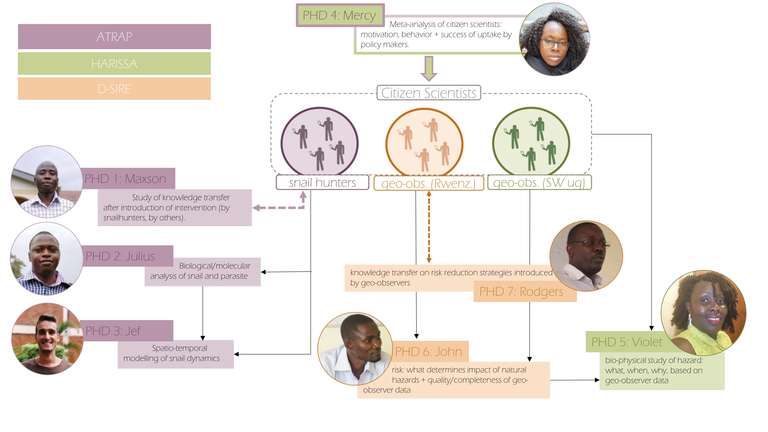 PHD 4: Mercy
Meta-analysis of citizen scientists:
motivation, behavior + success of uptake by
policy makers.
ATRAP
HARISSA
D-SIRE
Citizen Scientists
snail hunters
geo-obs. (Rwenz.)
geo-obs. (SW ug)
PHD 1: Maxson
Study of knowledge transfer
after introduction of intervention (by
snailhunters, by others).
PHD 2: Julius
Biological/molecular
analysis of snail and parasite
knowledge transfer on risk reduction strategies introduced
by geo-observers
PHD 7: Rodgers
PHD 3: Jef
Spatio-temporal
modelling of snail dynamics
PHD 6: John
risk: what determines impact of natural
hazards + quality/completeness of geo-
observer data
PHD 5: Violet
bio-physical study of hazard:
what, when, why, based on
geo-observer data